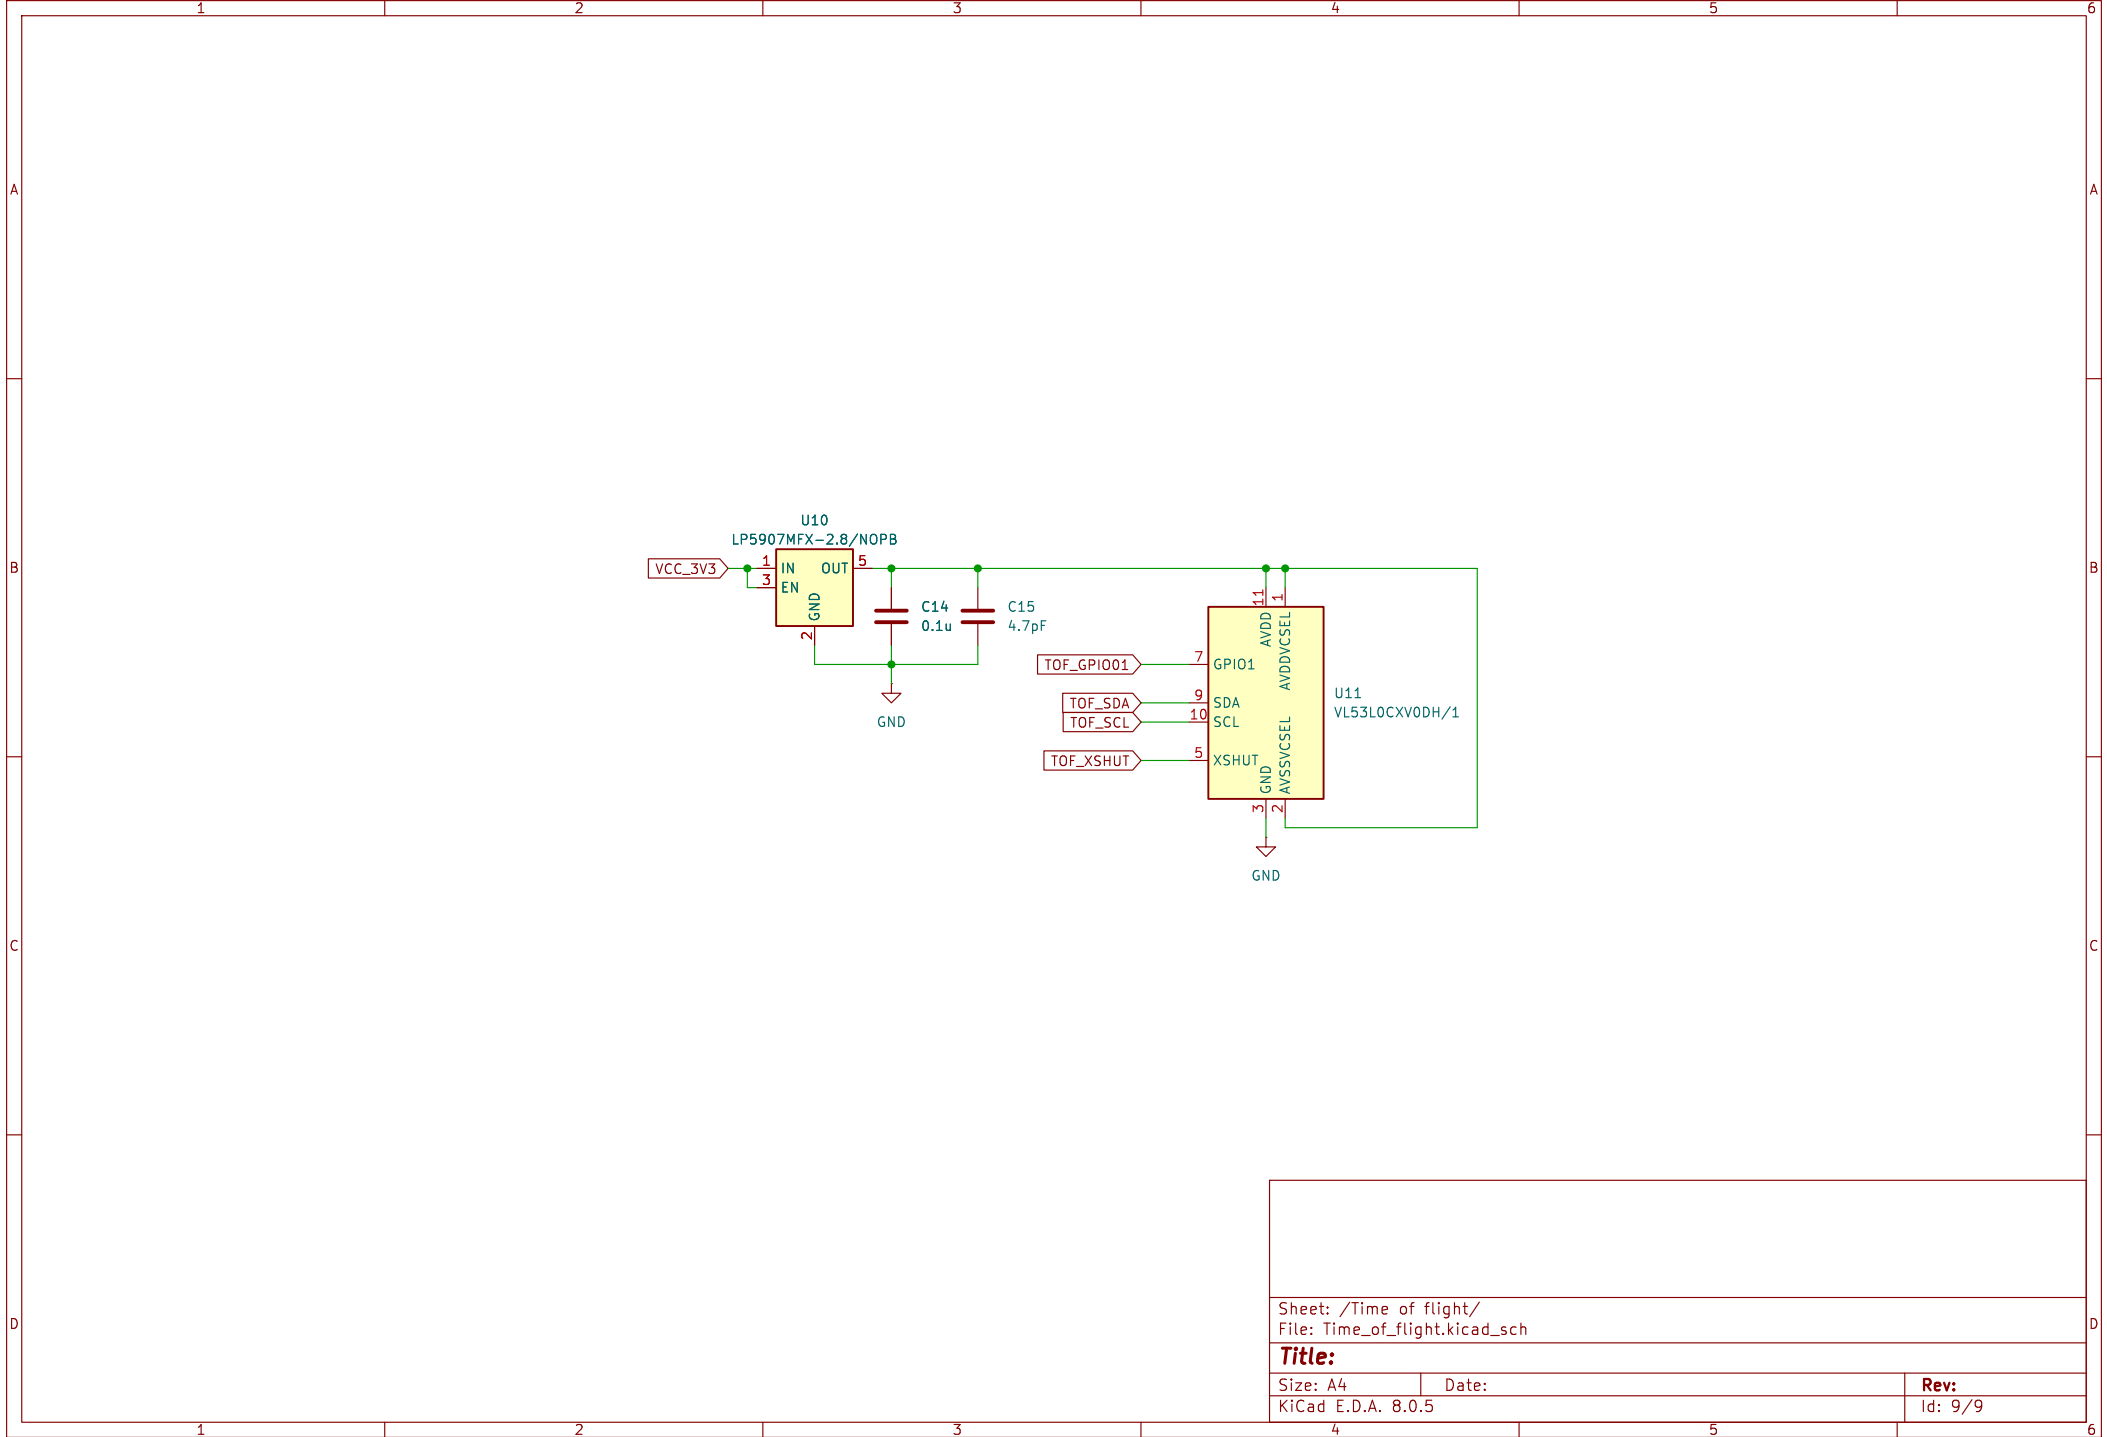 1 2 3 4 5 6
A A
U10
LP5907MFX-2.8/NOPB
VCC_3V3
1 IN OUT 5
3 EN
GND
2
B B
C14
0.1u
C15
4.7pF
GND
11 1
AVDD
AVDDVCSEL
TOF_GPIO01 7 GPIO1
TOF_SDA 9 SDA
TOF_SCL 10 SCL
TOF_XSHUT 5 XSHUT
GND
AVSSVCSEL
3 2
U11
VL53L0CXV0DH/1
GND
C C
D D
Sheet: /Time of flight/
File: Time_of_flight.kicad_sch
Title:
Size: A4 Date: Rev:
KiCad E.D.A. 8.0.5 Id: 9/9
1 2 3 4 5 6